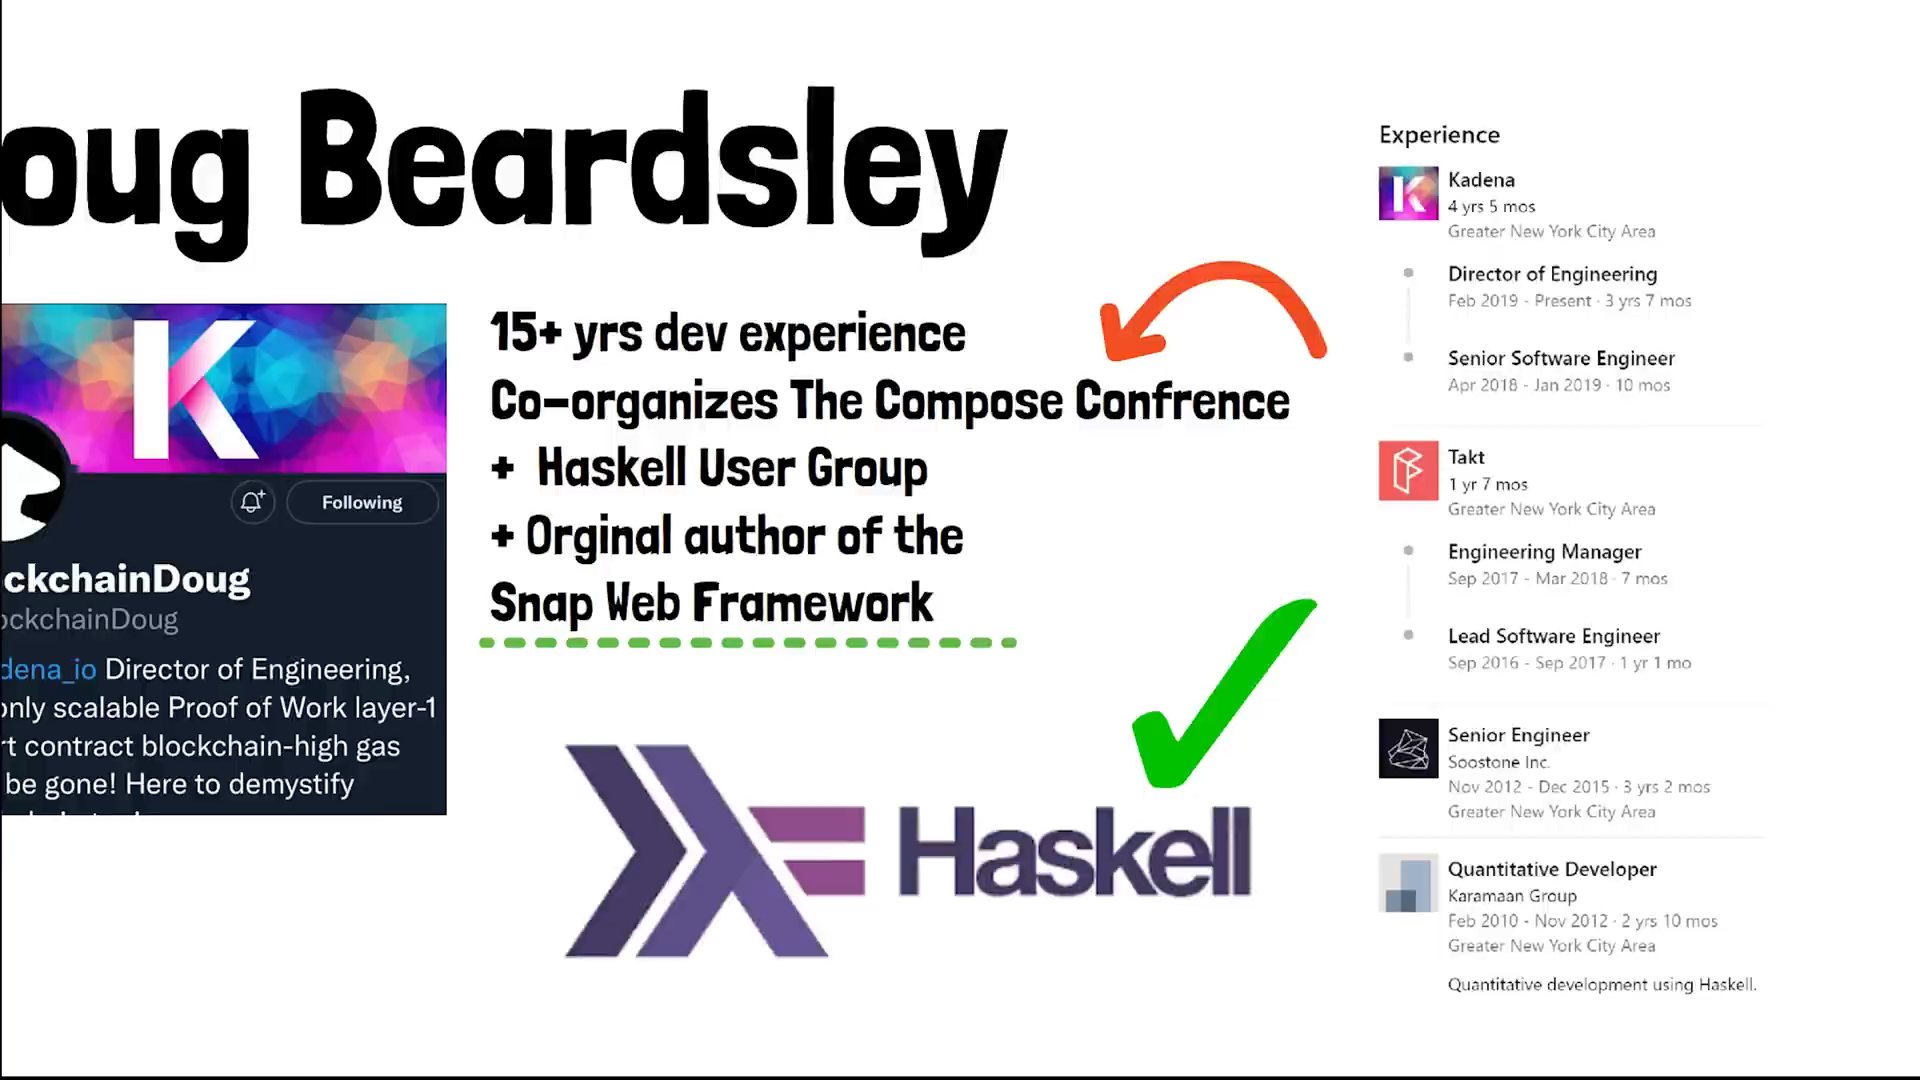 oug Beardsley
15+ yrs dev experience
Co-organizes The Compose Confrence
+ Haskell User Group
+ Orginal author of the
Snap Web Framework
K
Following
ckchainDoug
ockchainDoug
dena_io Director of Engineering,
only scalable Proof of Work layer-1
rt contract blockchain-high gas
be gone! Here to demystify
Haskell
Experience
K
Kadena
4 yrs 5 mos
Greater New York City Area
Director of Engineering
Feb 2019 - Present · 3 yrs 7 mos
Senior Software Engineer
Apr 2018 - Jan 2019 · 10 mos
Takt
1 yr 7 mos
Greater New York City Area
Engineering Manager
Sep 2017 - Mar 2018 · 7 mos
Lead Software Engineer
Sep 2016 - Sep 2017 · 1 yr 1 mo
Senior Engineer
Soostone Inc.
Nov 2012 - Dec 2015 · 3 yrs 2 mos
Greater New York City Area
Quantitative Developer
Karamaan Group
Feb 2010 - Nov 2012 · 2 yrs 10 mos
Greater New York City Area
Quantitative development using Haskell.